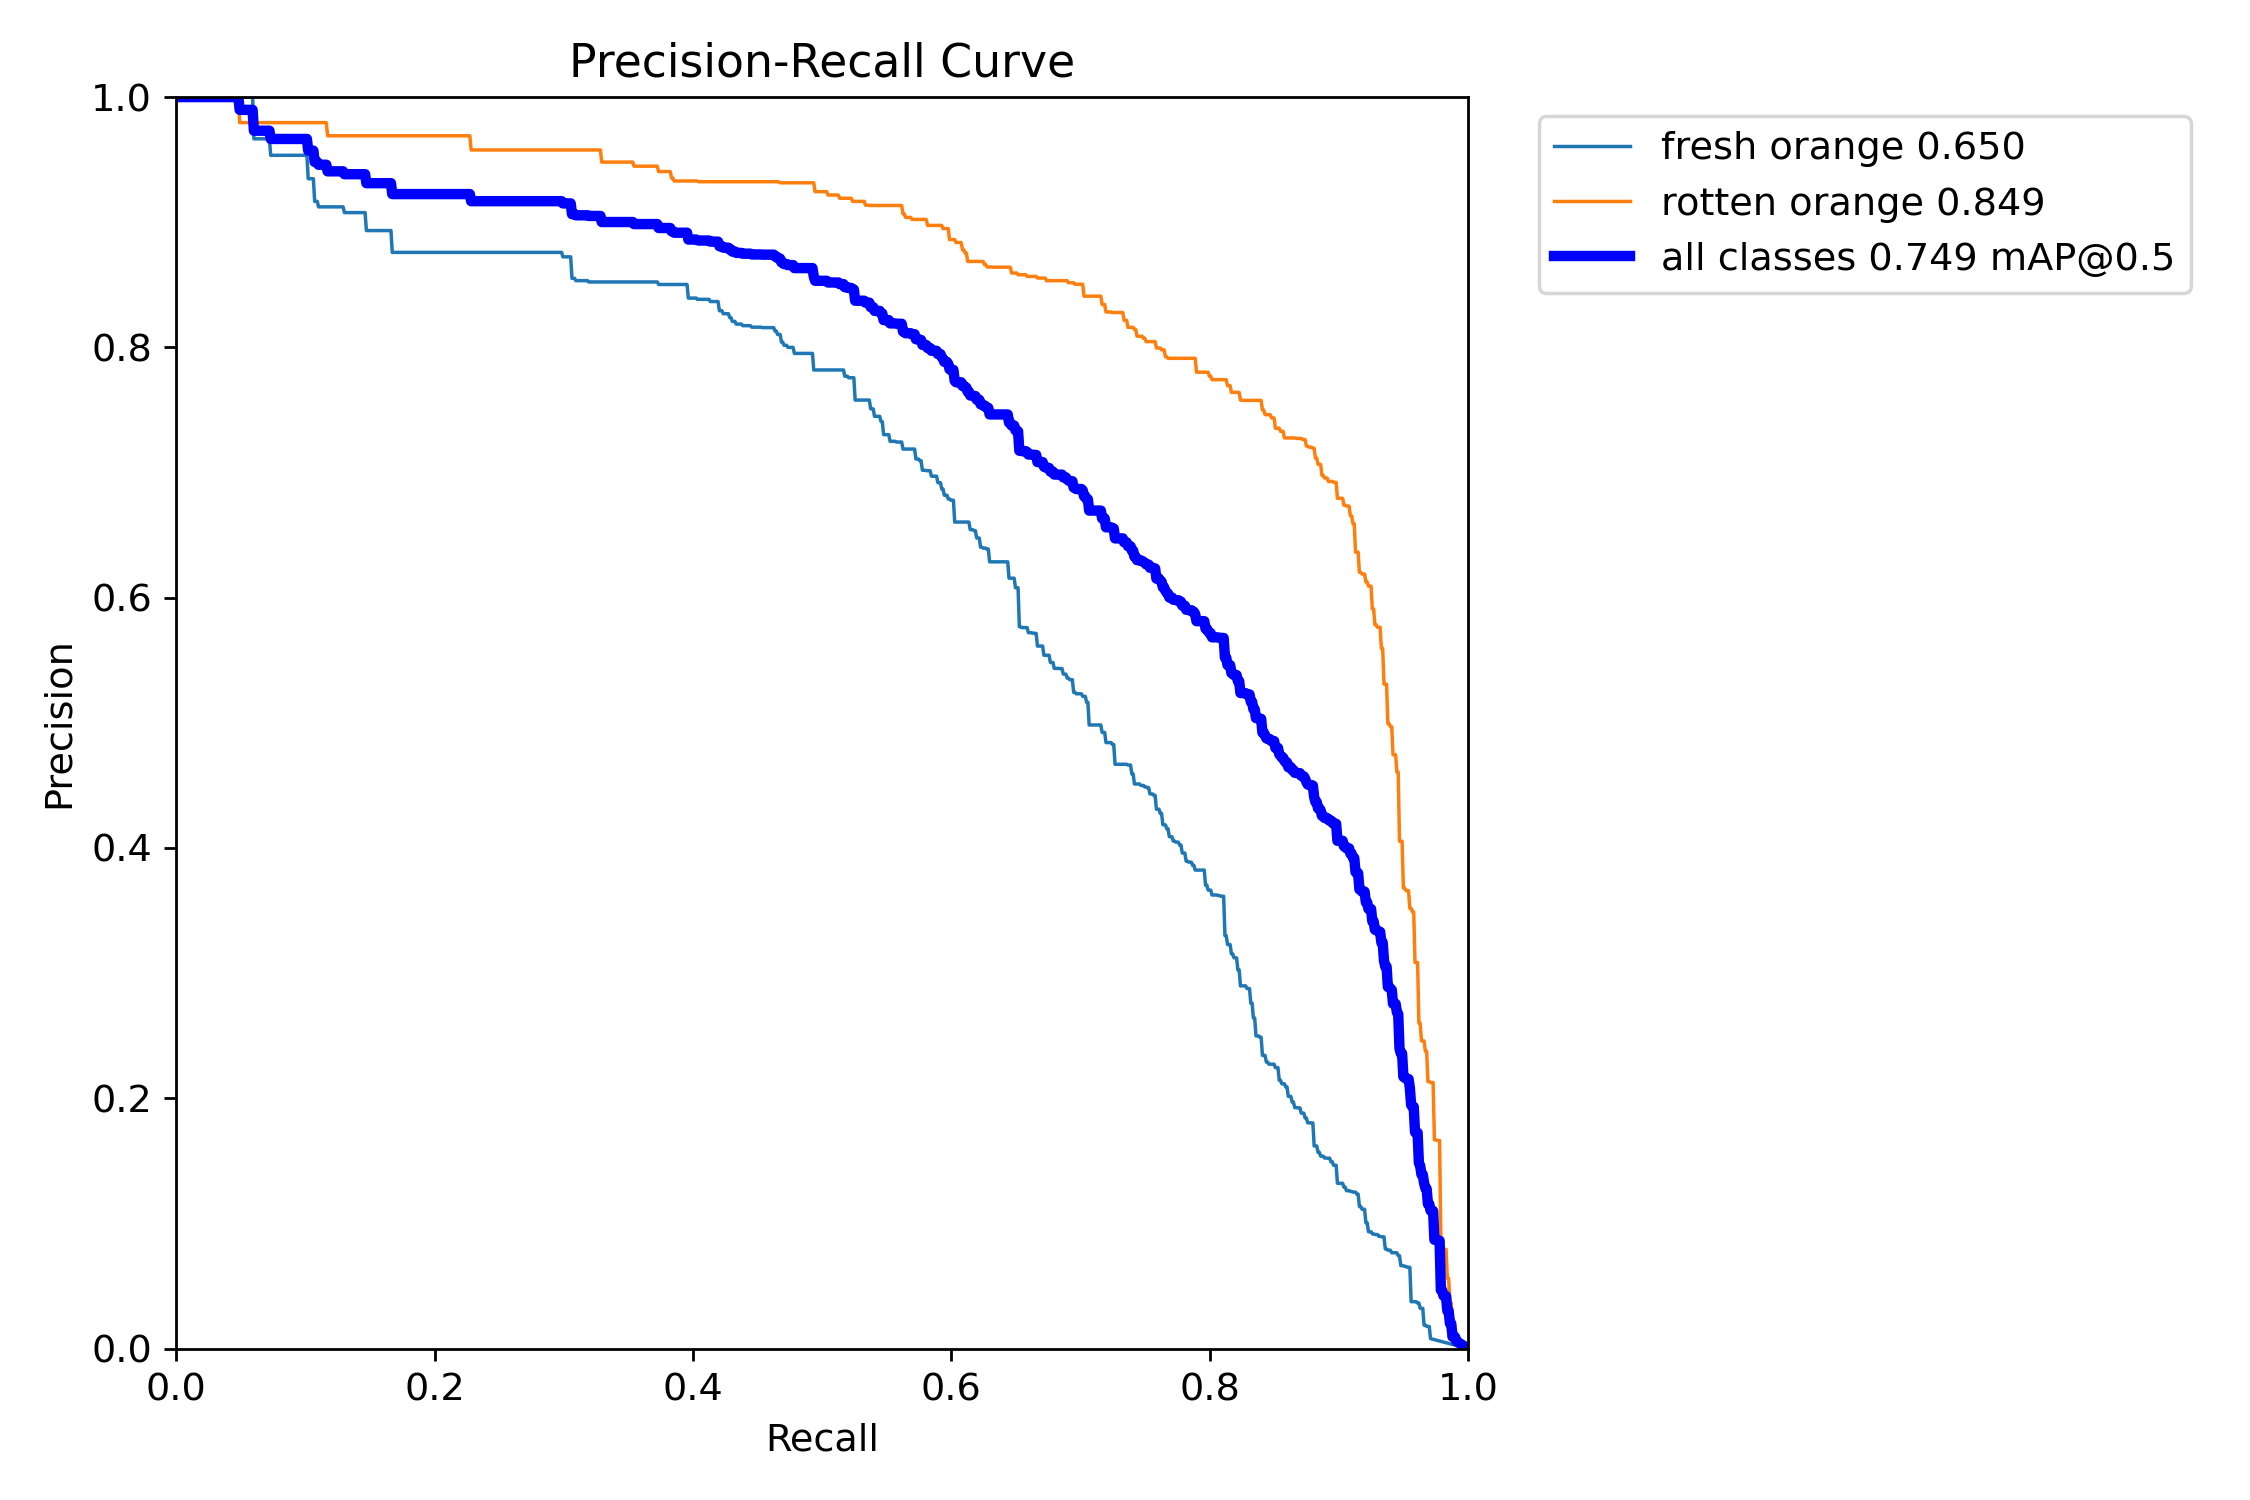 Precision-Recall Curve
1.0
0.8
0.6
0.4
0.2
0.0
Precision
0.0 0.2 0.4 0.6 0.8 1.0
Recall
fresh orange 0.650
rotten orange 0.849
all classes 0.749 mAP@0.5